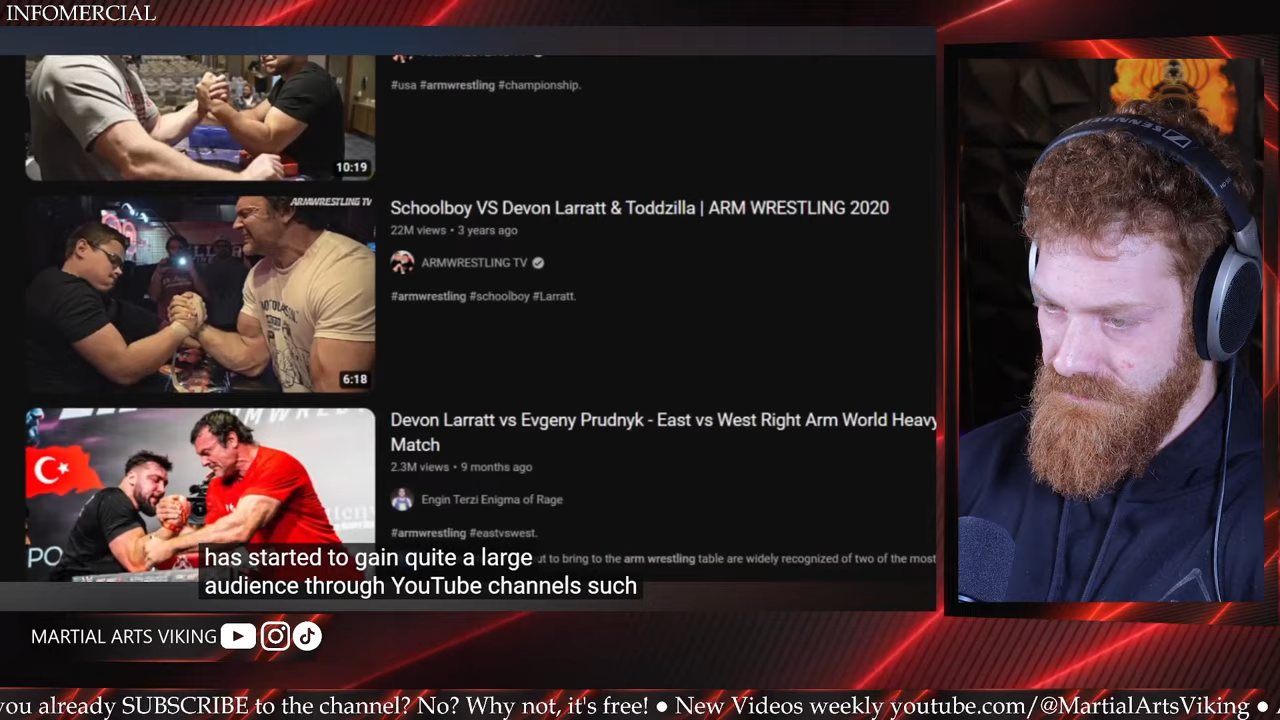 INFOMERCIAL
#usa #armwrestling #championship.
10:19
ARMWRESTLING TV
Schoolboy VS Devon Larratt & Toddzilla | ARM WRESTLING 2020
22M views • 3 years ago
ARMWRESTLING TV
#armwrestling #schoolboy #Larratt.
6:18
Devon Larratt vs Evgeny Prudnyk - East vs West Right Arm World Heavy
Match
2.3M views • 9 months ago
Engin Terzi Enigma of Rage
#armwrestling #eastvswest.
PO
ut to bring to the arm wrestling table are widely recognized of two of the most
has started to gain quite a large
audience through YouTube channels such
SENNHEISER
MARTIAL ARTS VIKING
you already SUBSCRIBE to the channel? No? Why not, it's free! ● New Videos weekly youtube.com/@MartialArtsViking ●